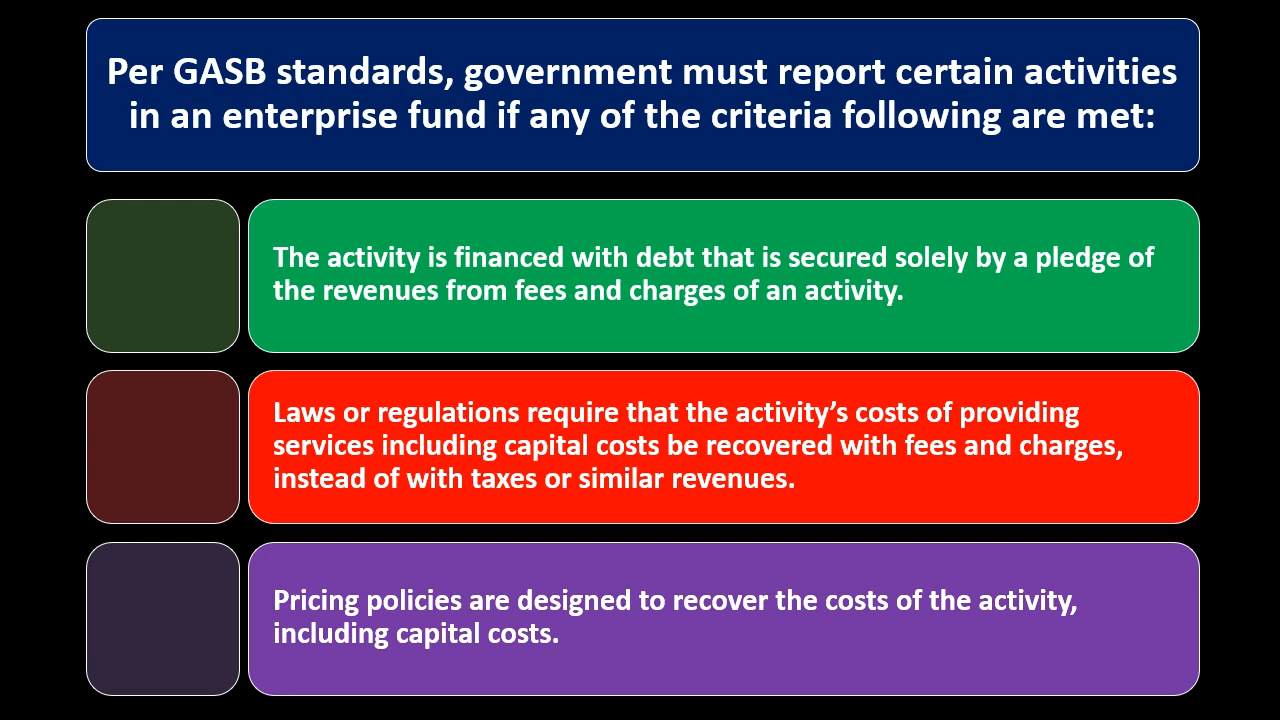 Per GASB standards, government must report certain activities
in an enterprise fund if any of the criteria following are met:
The activity is financed with debt that is secured solely by a pledge of
the revenues from fees and charges of an activity.
Laws or regulations require that the activity’s costs of providing
services including capital costs be recovered with fees and charges,
instead of with taxes or similar revenues.
Pricing policies are designed to recover the costs of the activity,
including capital costs.